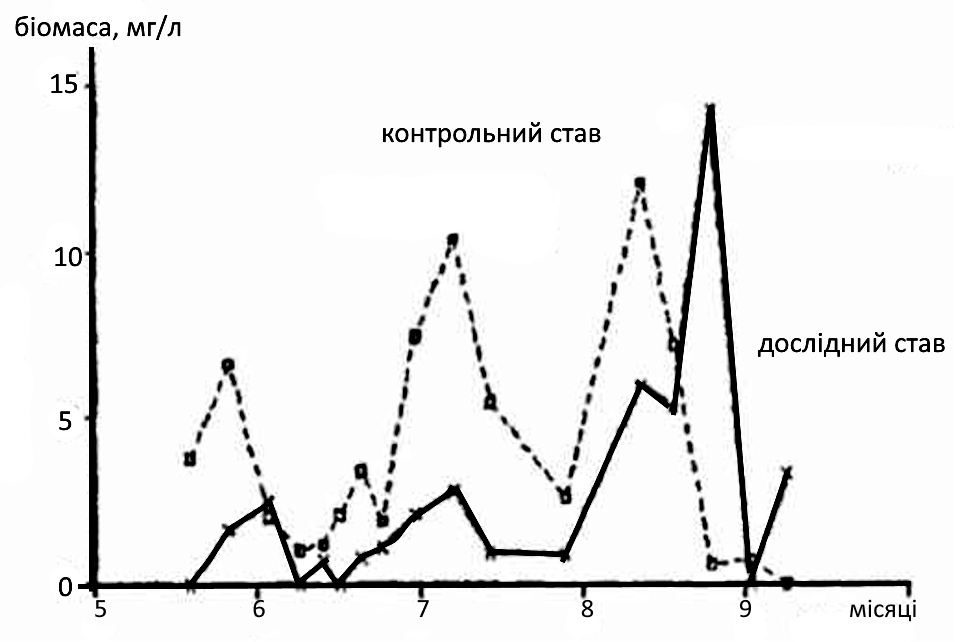 біомаса, мг/л
15
контрольний став
10
дослідний став
5
0
5 6 7 8 9 місяці